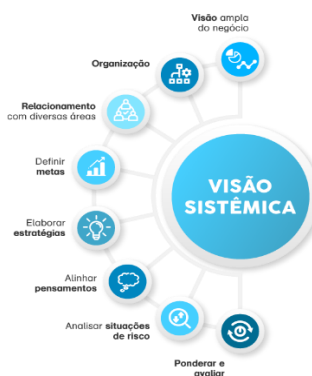 Visão ampla
do negócio
Organização
Relacionamento
com diversas áreas
Definir
metas
Elaborar
estratégias
Alinhar
pensamentos
Analisar situações
de risco
Ponderar e
avaliar
VISÃO
SISTÊMICA